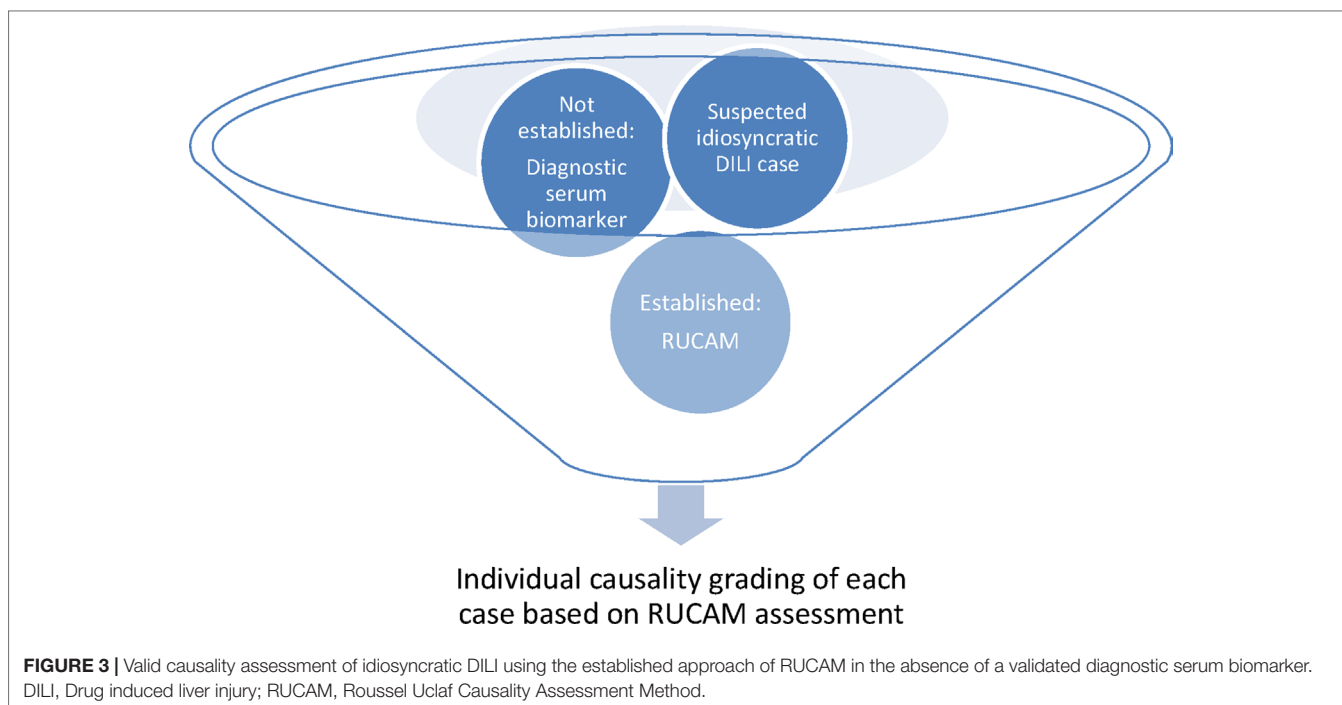 Not
established:
Diagnostic
serum
biomarker
Suspected
idiosyncratic
DILI case
Established:
RUCAM
Individual causality grading of each
case based on RUCAM assessment
FIGURE 3 | Valid causality assessment of idiosyncratic DILI using the established approach of RUCAM in the absence of a validated diagnostic serum biomarker.
DILI, Drug induced liver injury; RUCAM, Roussel Uclaf Causality Assessment Method.